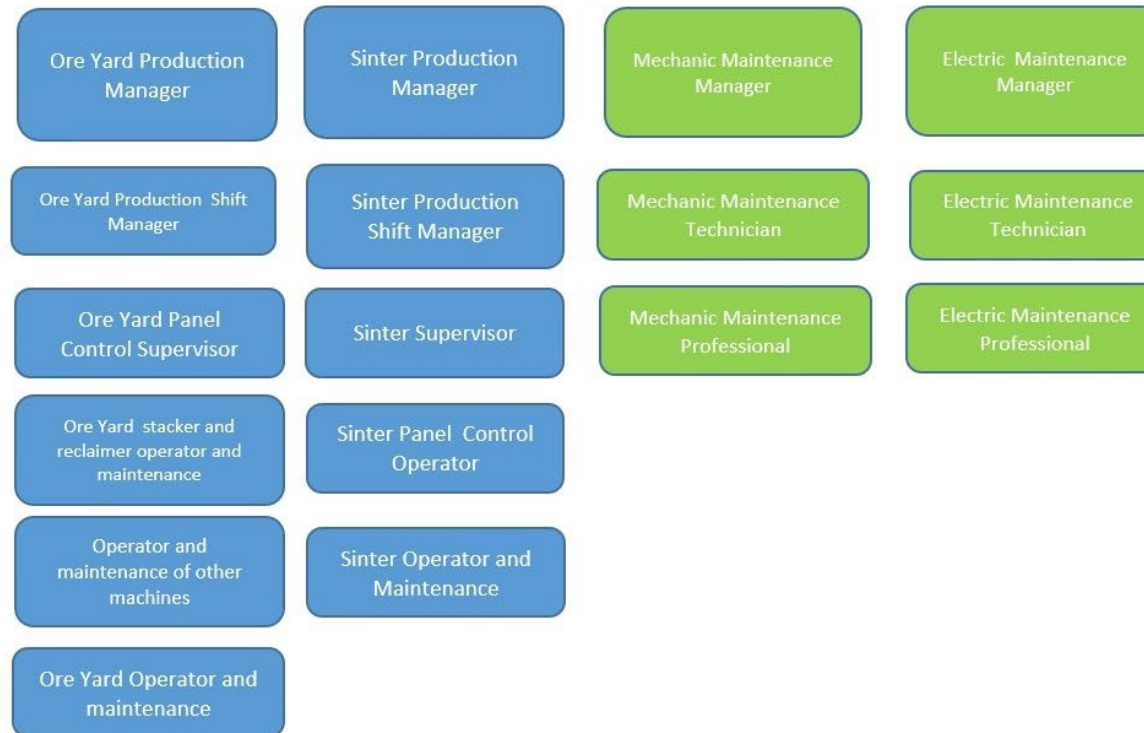 Ore Yard Production
Manager
Sinter Production
Manager
Mechanic Maintenance
Manager
Electric Maintenance
Manager
Ore Yard Production Shift
Manager
Sinter Production
Shift Manager
Mechanic Maintenance
Technician
Electric Maintenance
Technician
Ore Yard Panel
Control Supervisor
Sinter Supervisor
Mechanic Maintenance
Professional
Electric Maintenance
Professional
Ore Yard stacker and
reclaimer operator and
maintenance
Sinter Panel Control
Operator
Operator and
maintenance of other
machines
Sinter Operator and
Maintenance
Ore Yard Operator and
maintenance